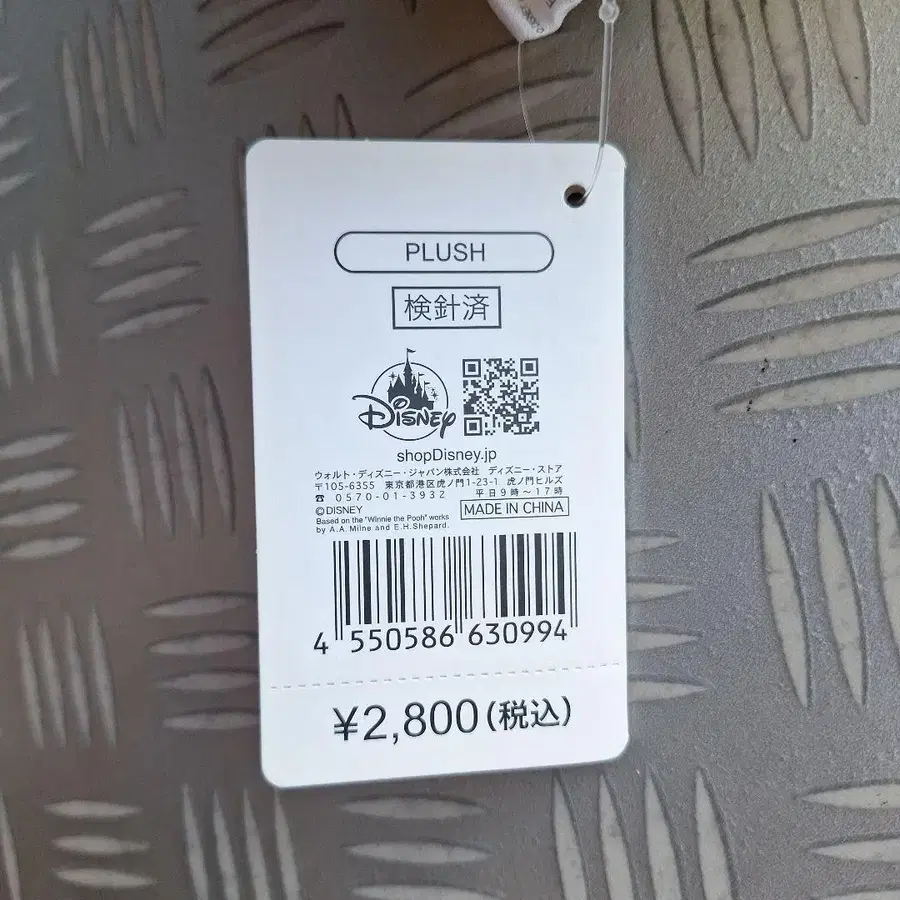 PLUSH
検針済
Disney
shopDisney.jp
ウォルト・ディズニー・ジャパン株式会社 ディズニー・ストア
〒105-6355 東京都港区虎ノ門1-23-1 虎ノ門ヒルズ
☎ 0570-01-3932 平日9時〜17時
©DISNEY
MADE IN CHINA
Based on the "Winnie the Pooh" works
by A.A. Milne and E.H. Shepard.
4 550586 630994
¥2,800(税込)